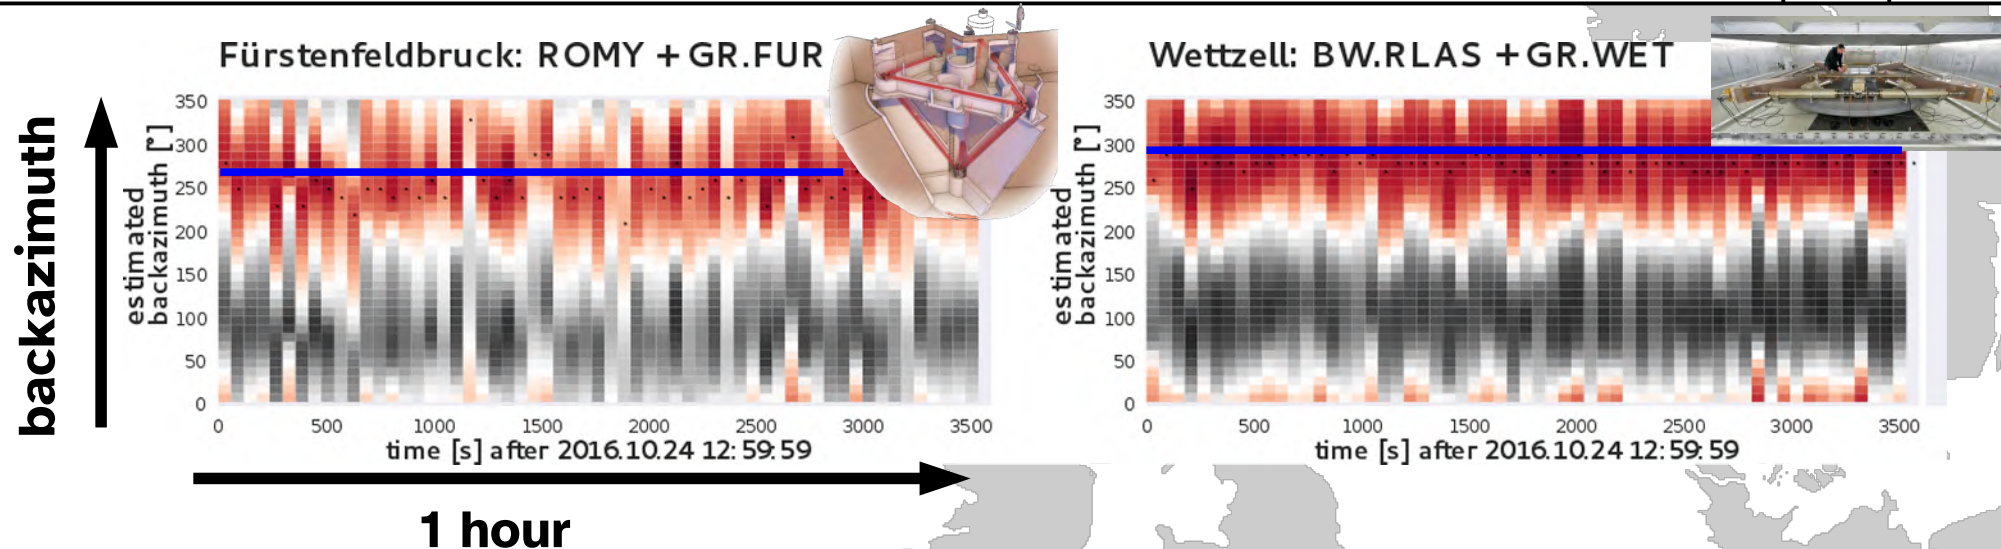 Fürstenfeldbruck: ROMY + GR.FUR
Wettzell: BW.RLAS +GR.WET
backazimuth
estimated
backazimuth [°]
350
300
250
200
150
100
50
0
0 500 1000 1500 2000 2500 3000 3500
time [s] after 2016.10.24 12:59:59
estimated
backazimuth [°]
350
300
250
200
150
100
50
0
0 500 1000 1500 2000 2500 3000 3500
time [s] after 2016.10.24 12:59:59
1 hour